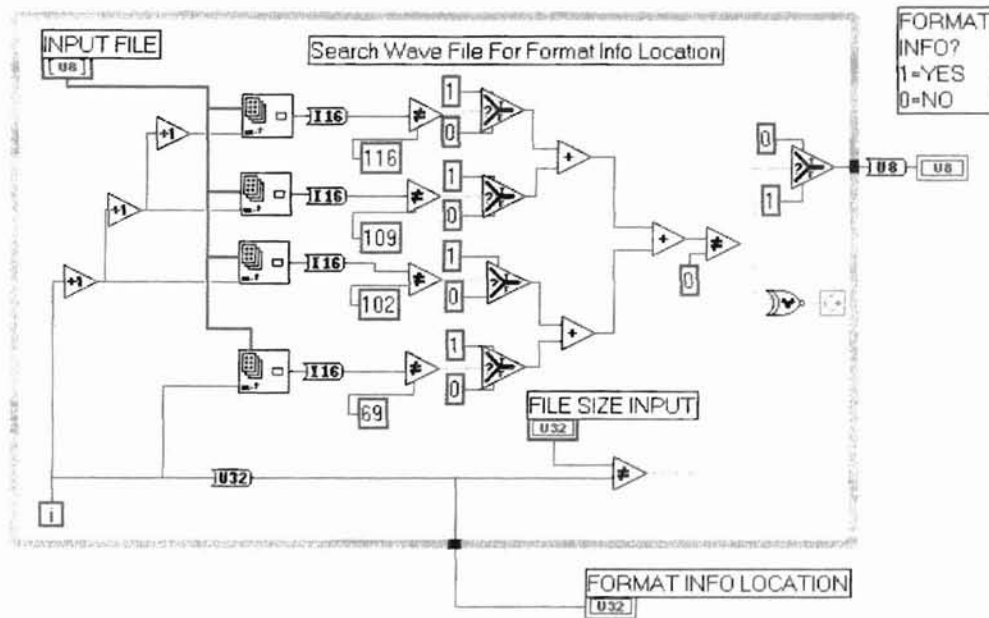 INPUT FILE
[U8]
Search Wave File For Format Info Location
FORMAT
INFO?
1=YES
0=NO
+1
I16
≠
116
1
0
?
+
0
?
1
U8
U8
+1
I16
≠
109
1
0
?
+
≠
0
+1
I16
≠
102
1
0
?
+
I16
≠
69
1
0
?
FILE SIZE INPUT
U32
≠
U32
i
FORMAT INFO LOCATION
U32